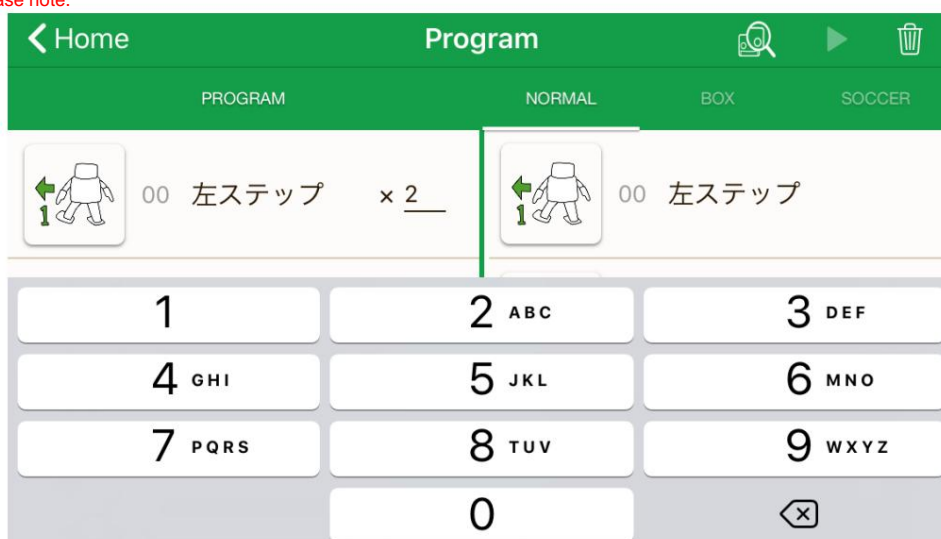 ase note:
Home
Program
PROGRAM
NORMAL
BOX
SOCCER
1
00 左ステップ × 2
1
00 左ステップ
1
2 ABC
3 DEF
4 GHI
5 JKL
6 MNO
7 PQRS
8 TUV
9 WXYZ
0